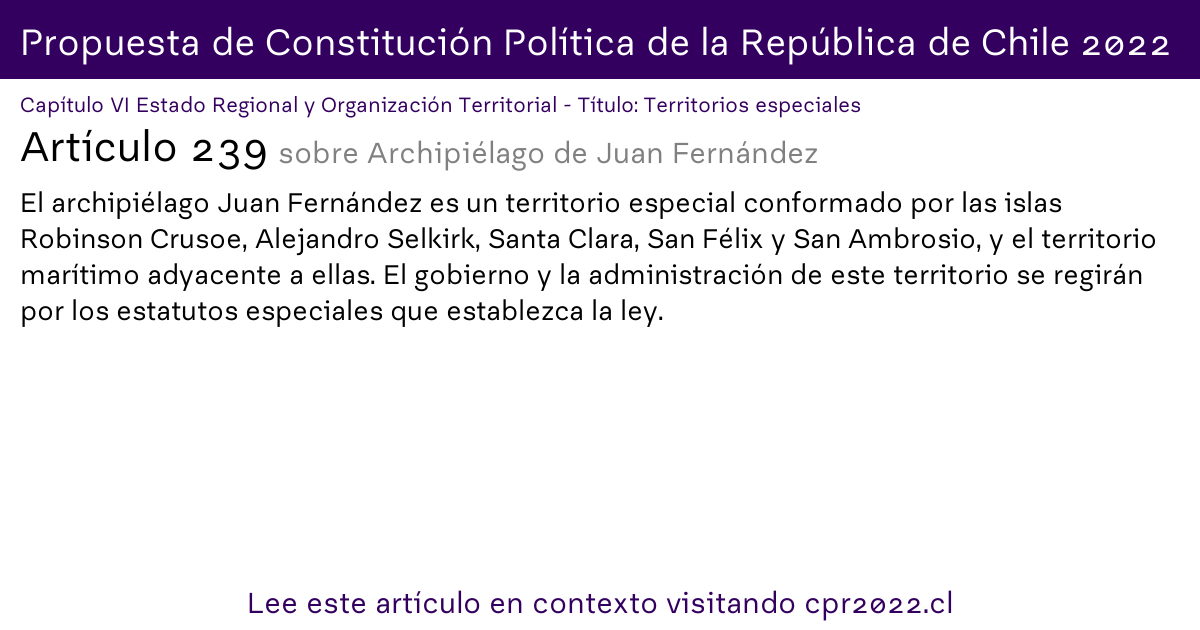 Propuesta de Constitución Política de la República de Chile 2022
Capítulo VI Estado Regional y Organización Territorial - Título: Territorios especiales
Artículo 239 sobre Archipiélago de Juan Fernández
El archipiélago Juan Fernández es un territorio especial conformado por las islas
Robinson Crusoe, Alejandro Selkirk, Santa Clara, San Félix y San Ambrosio, y el territorio
marítimo adyacente a ellas. El gobierno y la administración de este territorio se regirán
por los estatutos especiales que establezca la ley.
Lee este artículo en contexto visitando cpr2022.cl